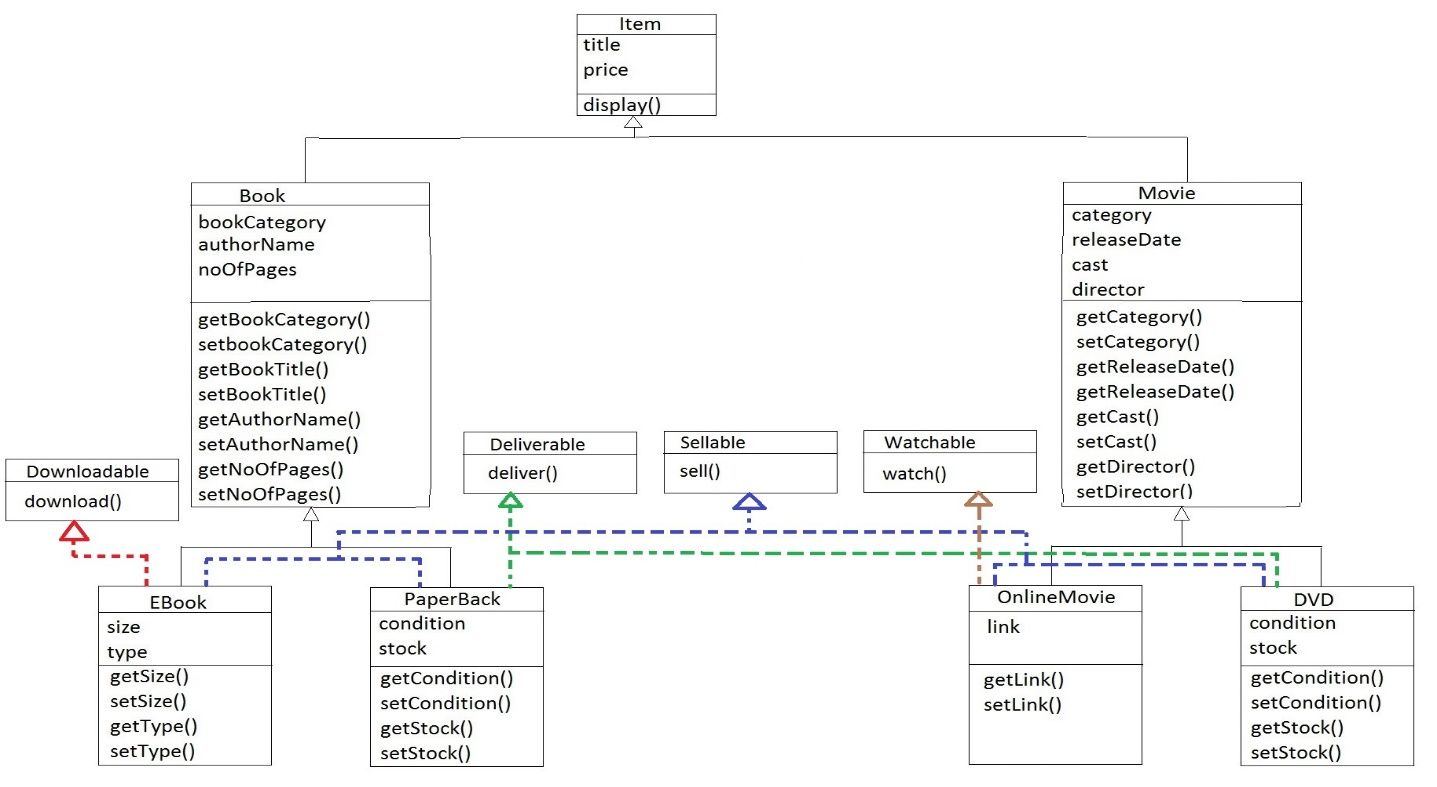 Item
title
price
display()
Book
bookCategory
authorName
noOfPages
getBookCategory()
setbookCategory()
getBookTitle()
setBookTitle()
getAuthorName()
setAuthorName()
getNoOfPages()
setNoOfPages()
Movie
category
releaseDate
cast
director
getCategory()
setCategory()
getReleaseDate()
getReleaseDate()
getCast()
setCast()
getDirector()
setDirector()
Downloadable
download()
Deliverable
deliver()
Sellable
sell()
Watchable
watch()
EBook
size
type
getSize()
setSize()
getType()
setType()
PaperBack
condition
stock
getCondition()
setCondition()
getStock()
setStock()
OnlineMovie
link
getLink()
setLink()
DVD
condition
stock
getCondition()
setCondition()
getStock()
setStock()